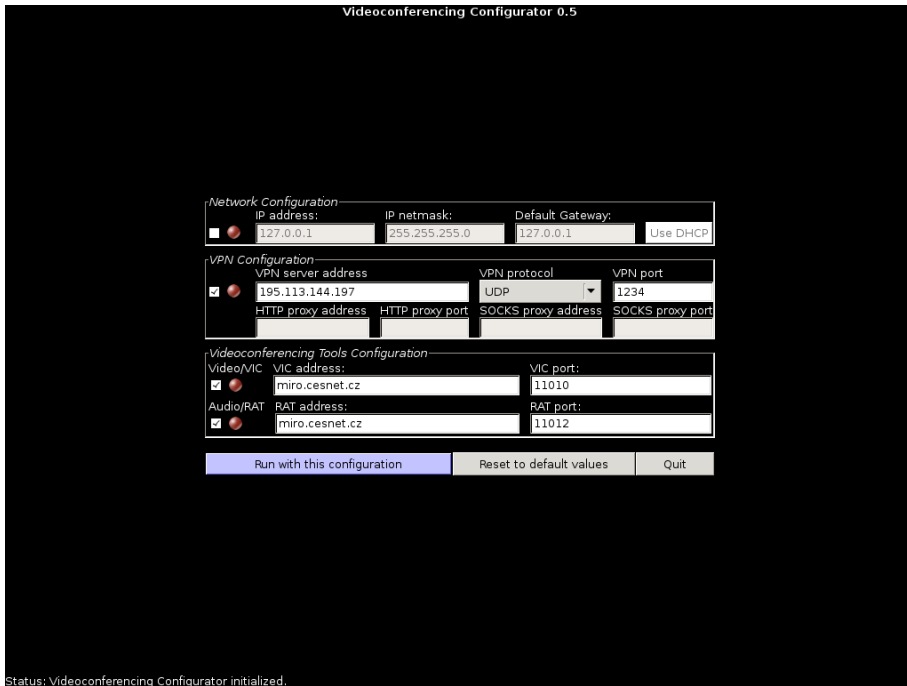 Videoconferencing Configurator 0.5
Network Configuration
IP address: IP netmask: Default Gateway:
127.0.0.1 255.255.255.0 127.0.0.1 Use DHCP
VPN Configuration
VPN server address VPN protocol VPN port
195.113.144.197 UDP 1234
HTTP proxy address HTTP proxy port SOCKS proxy address SOCKS proxy port
Videoconferencing Tools Configuration
Video/VIC VIC address: VIC port:
miro.cesnet.cz 11010
Audio/RAT RAT address: RAT port:
miro.cesnet.cz 11012
Run with this configuration Reset to default values Quit
Status: Videoconferencing Configurator initialized.